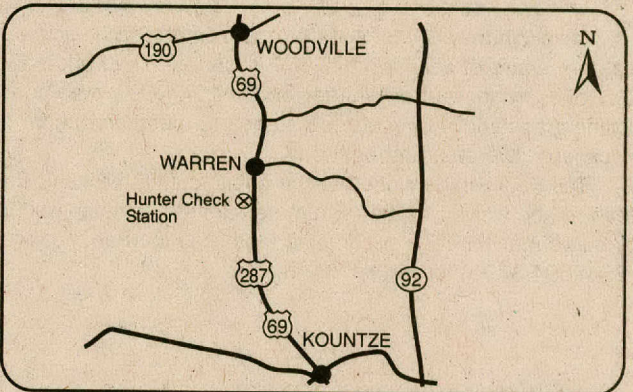 N
190
WOODVILLE
69
WARREN
Hunter Check
Station
287
92
69
KOUNTZE